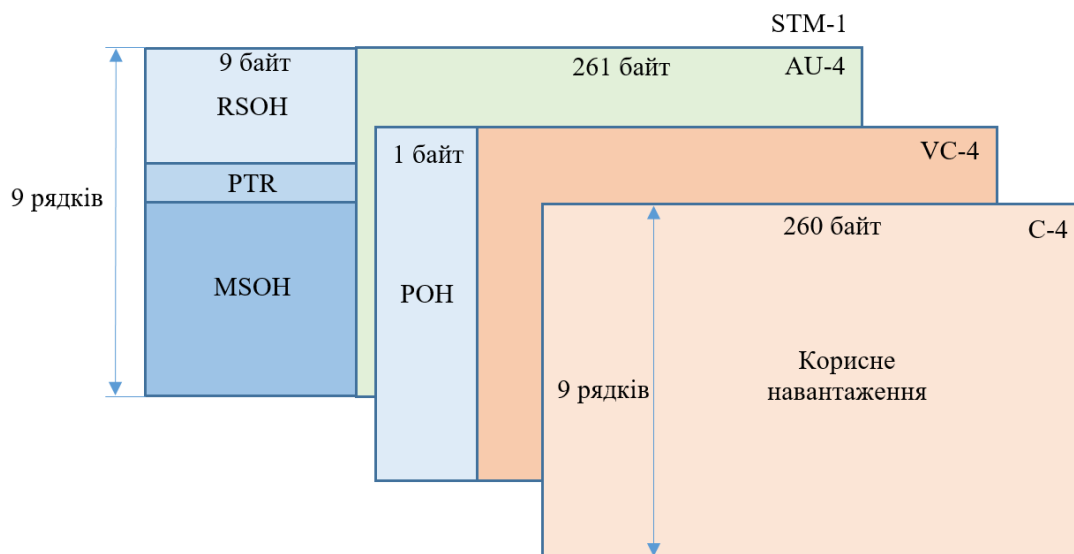 STM-1
9 байт
261 байт
AU-4
RSOH
1 байт
VC-4
9 рядків
PTR
260 байт
C-4
MSOH
POH
Корисне
навантаження
9 рядків